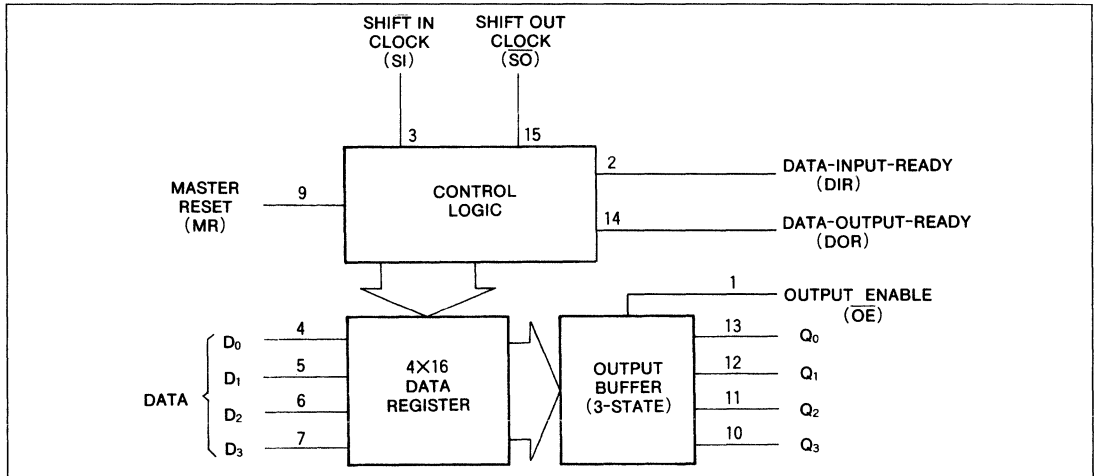 SHIFT IN
CLOCK
(SI)
SHIFT OUT
CLOCK
(S̅O̅)
3
15
MASTER
RESET
(MR)
9
CONTROL
LOGIC
2
DATA-INPUT-READY
(DIR)
14
DATA-OUTPUT-READY
(DOR)
1
OUTPUT ENABLE
(O̅E̅)
DATA
D₀
4
D₁
5
D₂
6
D₃
7
4×16
DATA
REGISTER
OUTPUT
BUFFER
(3-STATE)
13
Q₀
12
Q₁
11
Q₂
10
Q₃